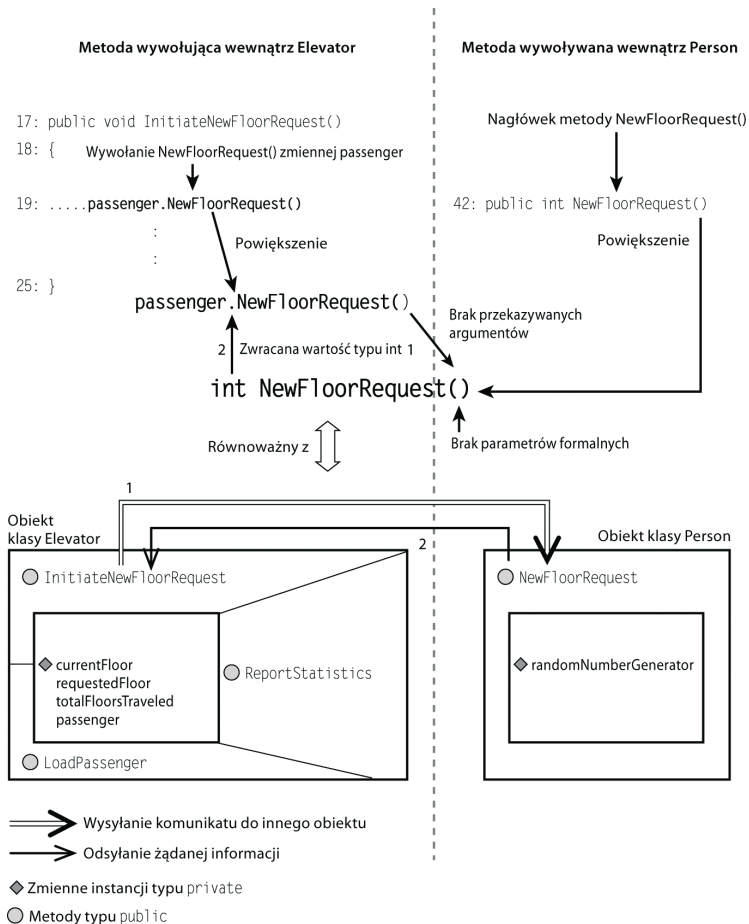 Metoda wywołująca wewnątrz Elevator
Metoda wywoływana wewnątrz Person
17: public void InitiateNewFloorRequest()
Nagłówek metody NewFloorRequest()
18: {
Wywołanie NewFloorRequest() zmiennej passenger
19: .....passenger.NewFloorRequest()
42: public int NewFloorRequest()
:
Powiększenie
Powiększenie
:
25: }
passenger.NewFloorRequest()
Brak przekazywanych
argumentów
2 Zwracana wartość typu int 1
int NewFloorRequest()
Równoważny z
Brak parametrów formalnych
1
Obiekt
klasy Elevator
2
Obiekt klasy Person
InitiateNewFloorRequest
NewFloorRequest
currentFloor
requestedFloor
totalFloorsTraveled
passenger
ReportStatistics
randomNumberGenerator
LoadPassenger
Wysyłanie komunikatu do innego obiektu
Odsyłanie żądanej informacji
Zmienne instancji typu private
Metody typu public